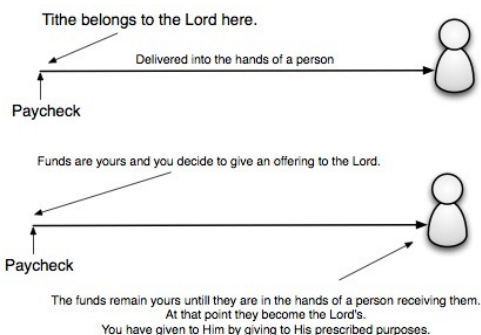 Tithe belongs to the Lord here.
Delivered into the hands of a person
Paycheck
Funds are yours and you decide to give an offering to the Lord.
Paycheck
The funds remain yours untill they are in the hands of a person receiving them.
At that point they become the Lord's.
You have given to Him by giving to His prescribed purposes.